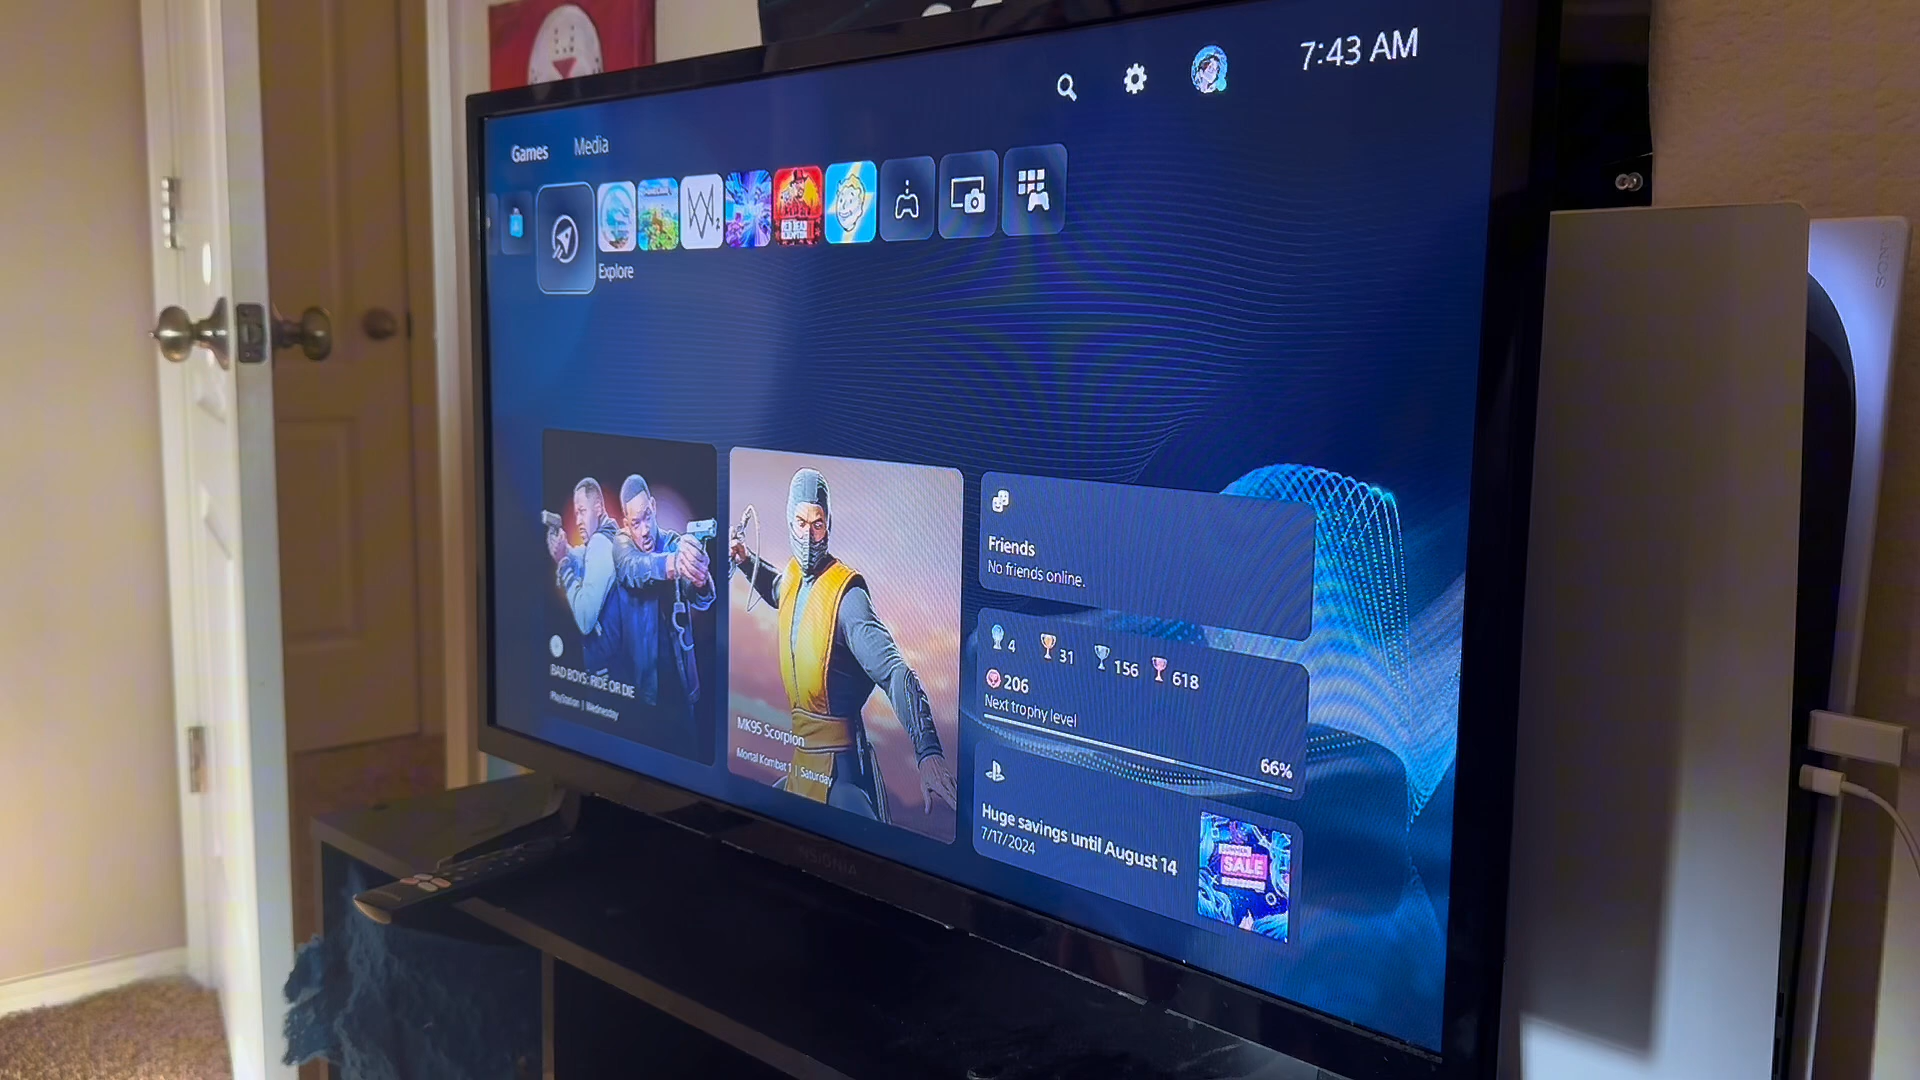 7:43 AM
Games Media
Explore
BAD BOYS: RIDE OR DIE
PlayStation | Wednesday
MK95 Scorpion
Mortal Kombat 1 | Saturday
Friends
No friends online.
4 31 156 618
206
Next trophy level
66%
Huge savings until August 14
7/17/2024
SUMMER
SALE
INSIGNIA
SONY